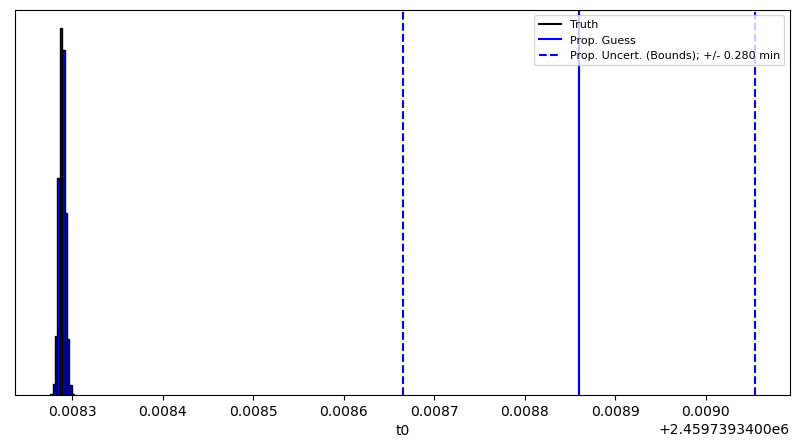 Truth
Prop. Guess
Prop. Uncert. (Bounds); +/- 0.280 min
0.0083 0.0084 0.0085 0.0086 0.0087 0.0088 0.0089 0.0090
t0
+2.4597393400e6